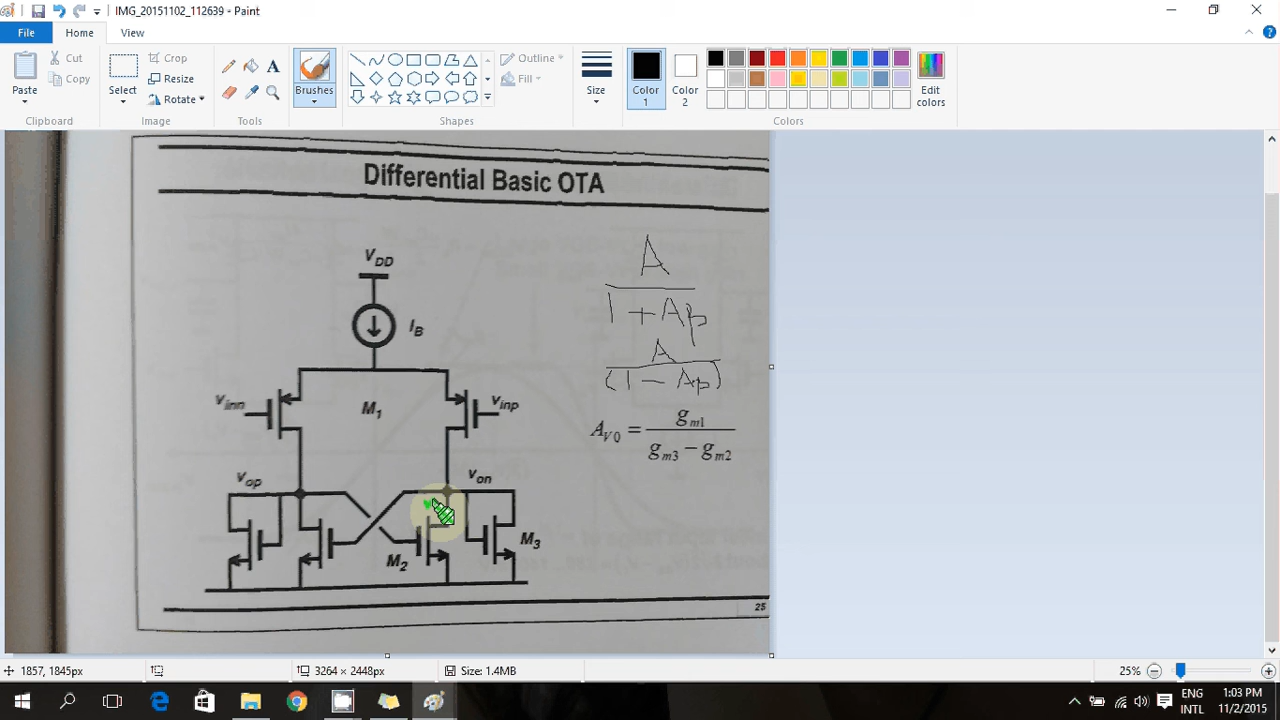 IMG_20151102_112639 - Paint
File
Home
View
Paste
Cut
Copy
Clipboard
Select
Crop
Resize
Rotate
Image
A
Tools
Brushes
Outline
Fill
Shapes
Size
Color 1
Color 2
Colors
Edit colors
Differential Basic OTA
VDD
IB
vinn
M1
vinp
vop
von
M2
M3
A
1 + Ap
A
(1 - Ap)
AV0 = gm1
gm3 - gm2
25
1857, 1845px
3264 × 2448px
Size: 1.4MB
25%
ENG
INTL
1:03 PM
11/2/2015